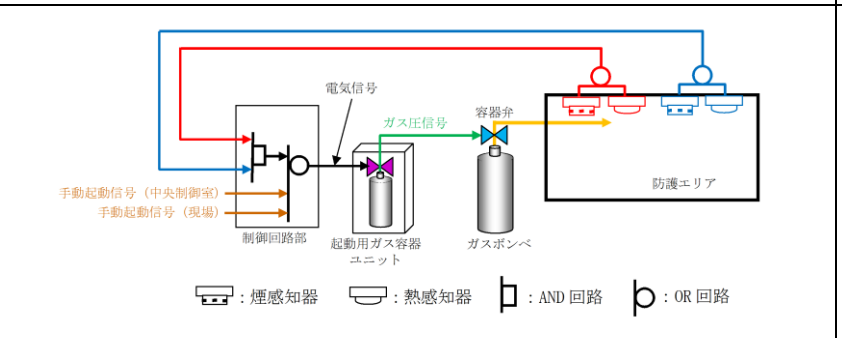 電気信号
ガス圧信号
容器弁
手動起動信号（中央制御室）
手動起動信号（現場）
防護エリア
制御回路部
起動用ガス容器
ユニット
ガスボンベ
：煙感知器
：熱感知器
：AND 回路
：OR 回路